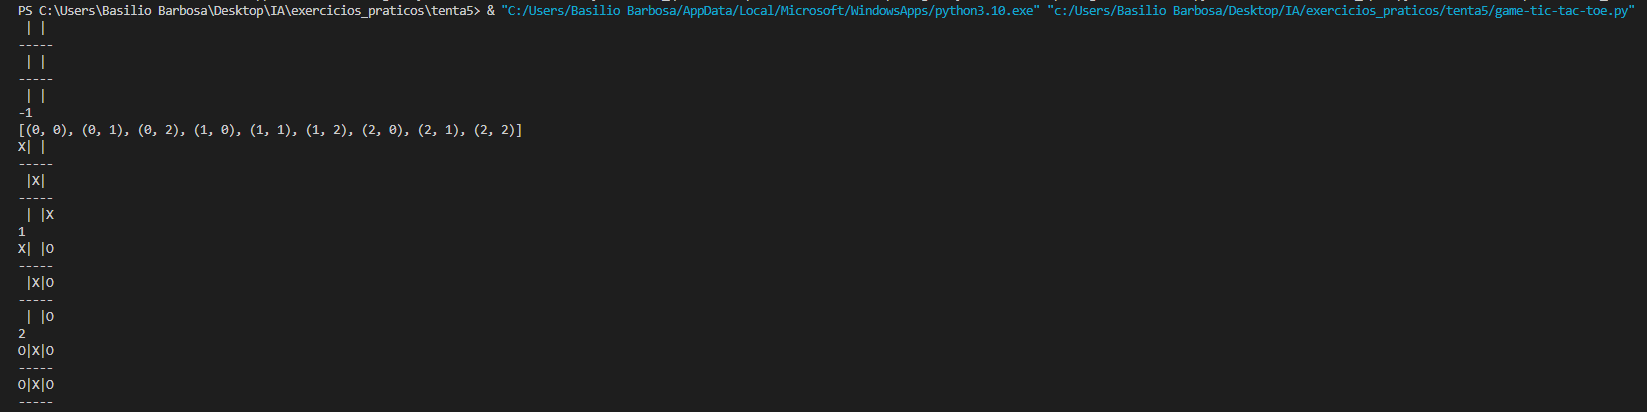 PS C:\Users\Basilio Barbosa\Desktop\IA\exercicios_praticos\tenta5> & "C:/Users/Basilio Barbosa/AppData/Local/Microsoft/WindowsApps/python3.10.exe" "c:/Users/Basilio Barbosa/Desktop/IA/exercicios_praticos/tenta5/game-tic-tac-toe.py"
 | |
-----
 | |
-----
 | |
-1
[(0, 0), (0, 1), (0, 2), (1, 0), (1, 1), (1, 2), (2, 0), (2, 1), (2, 2)]
X| |
-----
 |X|
-----
 | |X
1
X| |O
-----
 |X|O
-----
 | |O
2
O|X|O
-----
O|X|O
-----